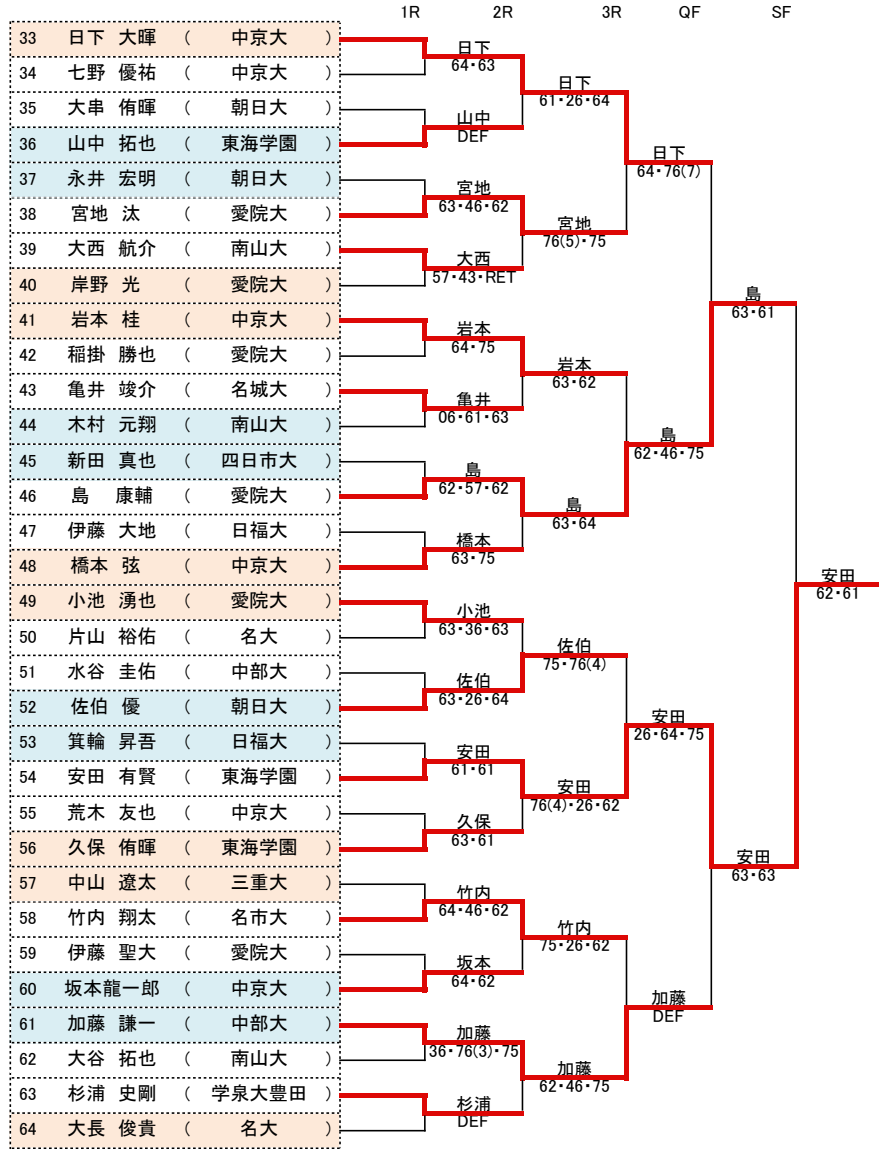 1R 2R 3R QF SF
33 日下 大暉 ( 中京大 )
34 七野 優祐 ( 中京大 )
35 大串 侑暉 ( 朝日大 )
36 山中 拓也 ( 東海学園 )
37 永井 宏明 ( 朝日大 )
38 宮地 汰 ( 愛院大 )
39 大西 航介 ( 南山大 )
40 岸野 光 ( 愛院大 )
41 岩本 桂 ( 中京大 )
42 稲掛 勝也 ( 愛院大 )
43 亀井 竣介 ( 名城大 )
44 木村 元翔 ( 南山大 )
45 新田 真也 ( 四日市大 )
46 島 康輔 ( 愛院大 )
47 伊藤 大地 ( 日福大 )
48 橋本 弦 ( 中京大 )
49 小池 湧也 ( 愛院大 )
50 片山 裕佑 ( 名大 )
51 水谷 圭佑 ( 中部大 )
52 佐伯 優 ( 朝日大 )
53 箕輪 昇吾 ( 日福大 )
54 安田 有賢 ( 東海学園 )
55 荒木 友也 ( 中京大 )
56 久保 侑暉 ( 東海学園 )
57 中山 遼太 ( 三重大 )
58 竹内 翔太 ( 名市大 )
59 伊藤 聖大 ( 愛院大 )
60 坂本龍一郎 ( 中京大 )
61 加藤 謙一 ( 中部大 )
62 大谷 拓也 ( 南山大 )
63 杉浦 史剛 ( 学泉大豊田 )
64 大長 俊貴 ( 名大 )
日下
64・63
山中
DEF
宮地
63・46・62
大西
57・43・RET
岩本
64・75
亀井
06・61・63
島
62・57・62
橋本
63・75
小池
63・36・63
佐伯
63・26・64
安田
61・61
久保
63・61
竹内
64・46・62
坂本
64・62
加藤
36・76(3)・75
杉浦
DEF
日下
61・26・64
宮地
76(5)・75
岩本
63・62
島
63・64
佐伯
75・76(4)
安田
76(4)・26・62
竹内
75・26・62
加藤
62・46・75
日下
64・76(7)
島
62・46・75
安田
26・64・75
加藤
DEF
島
63・61
安田
63・63
安田
62・61